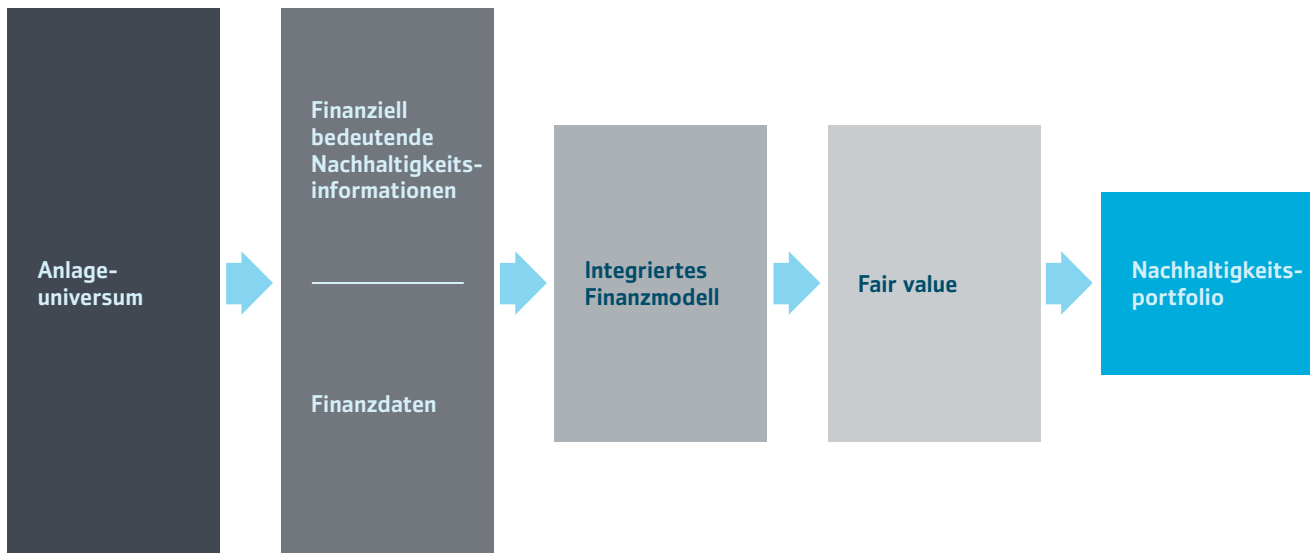 Anlage-
universum
Finanziell
bedeutende
Nachhaltigkeits-
informationen
Finanzdaten
Integriertes
Finanzmodell
Fair value
Nachhaltigkeits-
portfolio